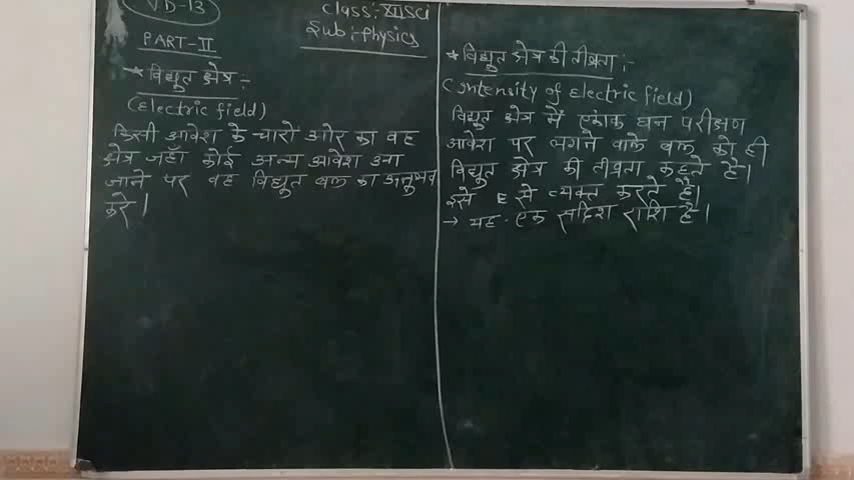 VD-13
Class: XII Sci
Sub:- Physics
PART-II
* विद्युत क्षेत्र:-
(Electric field)
किसी आवेश के चारों ओर का वह
क्षेत्र जहाँ कोई अन्य आवेश
जाने पर वह विद्युत बल का अनुभव
करे।
* विद्युत क्षेत्र की तीव्रता:-
(Intensity of Electric field)
विद्युत क्षेत्र में एकांक धन परीक्षण
आवेश पर लगने वाले बल को ही
विद्युत क्षेत्र की तीव्रता कहते है।
इसे E से व्यक्त करते है।
→ यह एक सदिश राशि है।